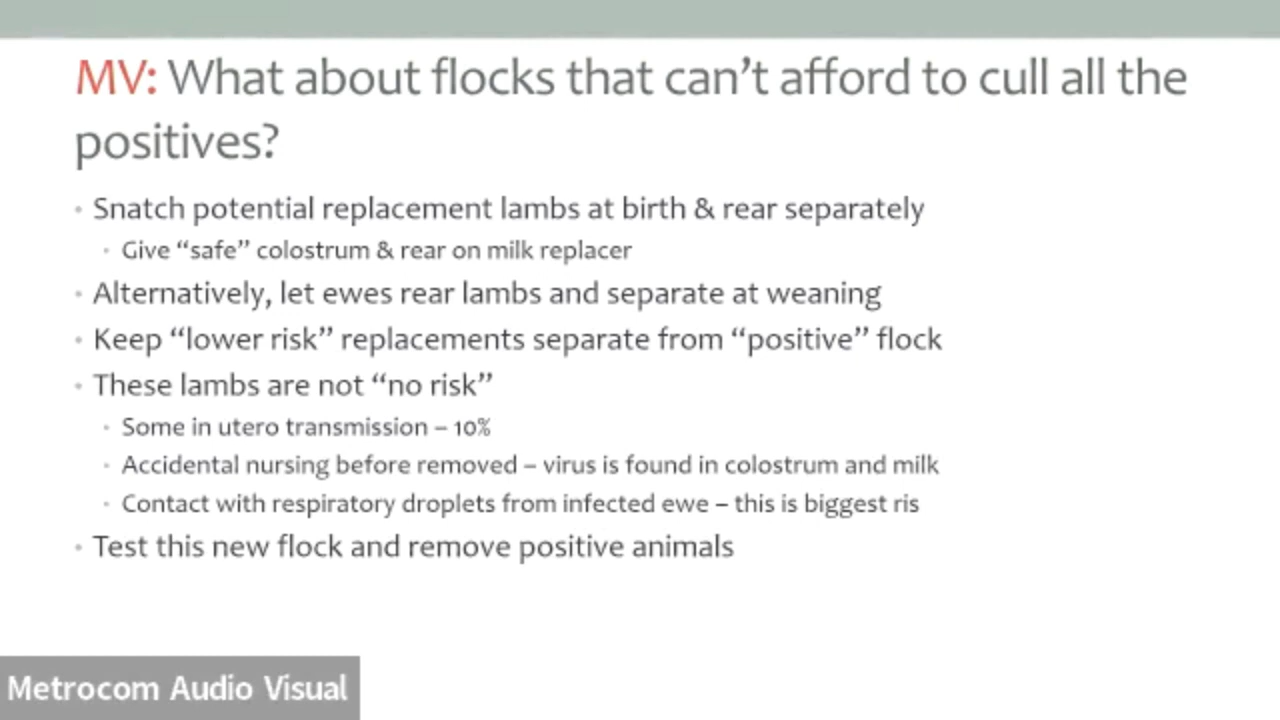 MV: What about flocks that can’t afford to cull all the
positives?
• Snatch potential replacement lambs at birth & rear separately
• Give “safe” colostrum & rear on milk replacer
• Alternatively, let ewes rear lambs and separate at weaning
• Keep “lower risk” replacements separate from “positive” flock
• These lambs are not “no risk”
• Some in utero transmission – 10%
• Accidental nursing before removed – virus is found in colostrum and milk
• Contact with respiratory droplets from infected ewe – this is biggest ris
• Test this new flock and remove positive animals
Metrocom Audio Visual